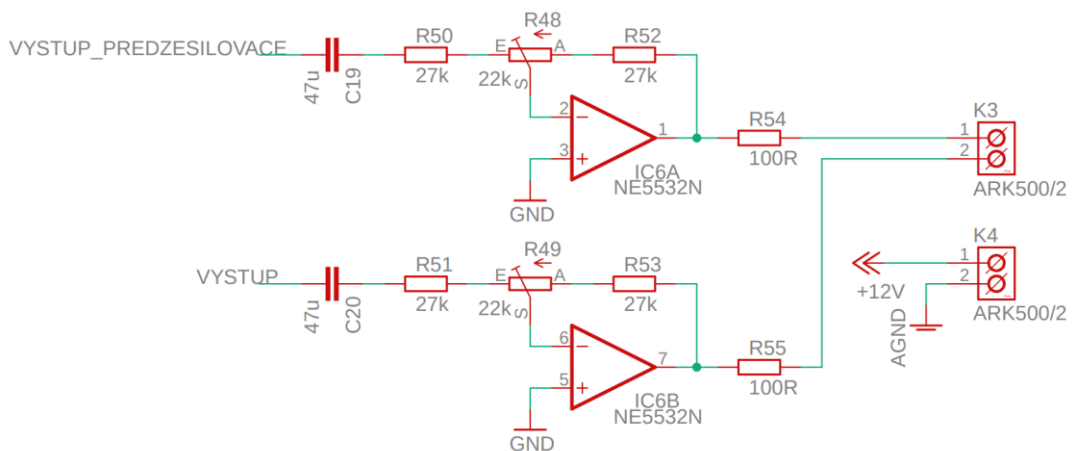 R48
R50
R52
VYSTUP_PREDZESILOVACE
E
A
27k
27k
47u
C19
22k
S
K3
R54
2
3
1
1
2
100R
IC6A
NE5532N
ARK500/2
GND
R49
K4
R51
R53
VYSTUP
E
A
1
2
27k
27k
47u
C20
22k
S
+12V
ARK500/2
AGND
R55
6
5
7
100R
IC6B
NE5532N
GND